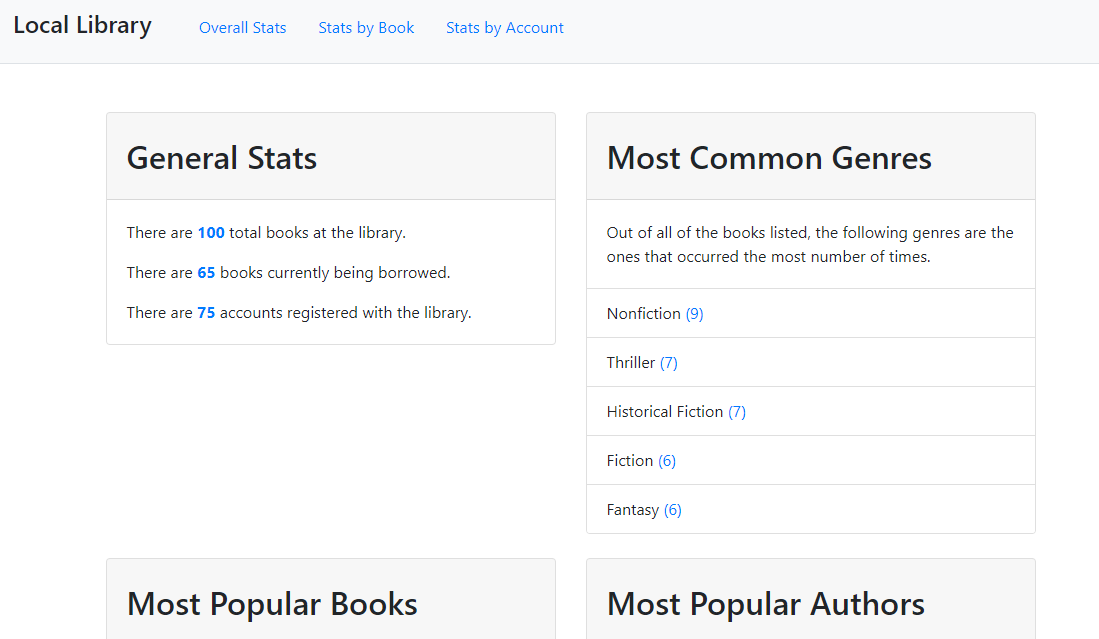 Local Library
Overall Stats
Stats by Book
Stats by Account
General Stats
There are 100 total books at the library.
There are 65 books currently being borrowed.
There are 75 accounts registered with the library.
Most Common Genres
Out of all of the books listed, the following genres are the
ones that occurred the most number of times.
Nonfiction (9)
Thriller (7)
Historical Fiction (7)
Fiction (6)
Fantasy (6)
Most Popular Books
Most Popular Authors